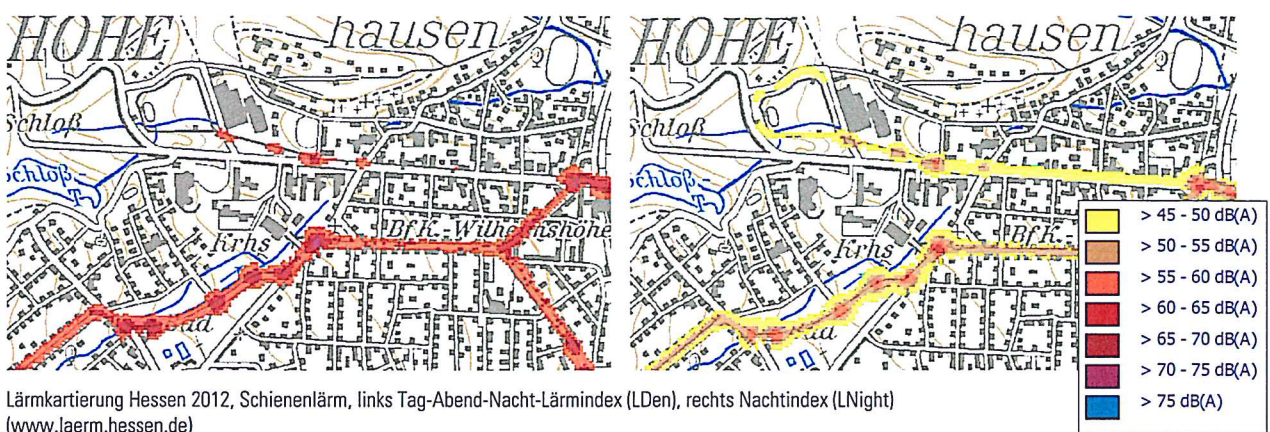 HOHE
hausen
Schloß
Schloß
Krhs
Bf K.-Wilhelmshöhe
HOHE
hausen
Schloß
Schloß
Krhs
Bf K.-
> 45 - 50 dB(A)
> 50 - 55 dB(A)
> 55 - 60 dB(A)
> 60 - 65 dB(A)
> 65 - 70 dB(A)
> 70 - 75 dB(A)
> 75 dB(A)
Lärmkartierung Hessen 2012, Schienenlärm, links Tag-Abend-Nacht-Lärmindex (LDen), rechts Nachtindex (LNight)
(www.laerm.hessen.de)